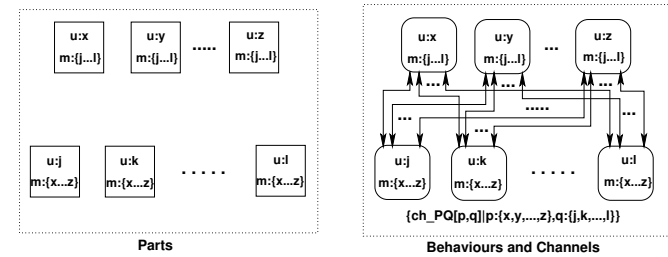 u:x u:y u:z
m:{j...l} m:{j...l} ..... m:{j...l}
u:j u:k u:l
m:{x...z} m:{x...z} . . . . . m:{x...z}
Parts
u:x u:y u:z
m:{j...l} m:{j...l} ... m:{j...l}
... ... ...
... ..... ...
...
u:j u:k u:l
m:{x...z} m:{x...z} . . . . . m:{x...z}
{ch_PQ[p,q]|p:{x,y,...,z},q:{j,k,...,l}}
Behaviours and Channels